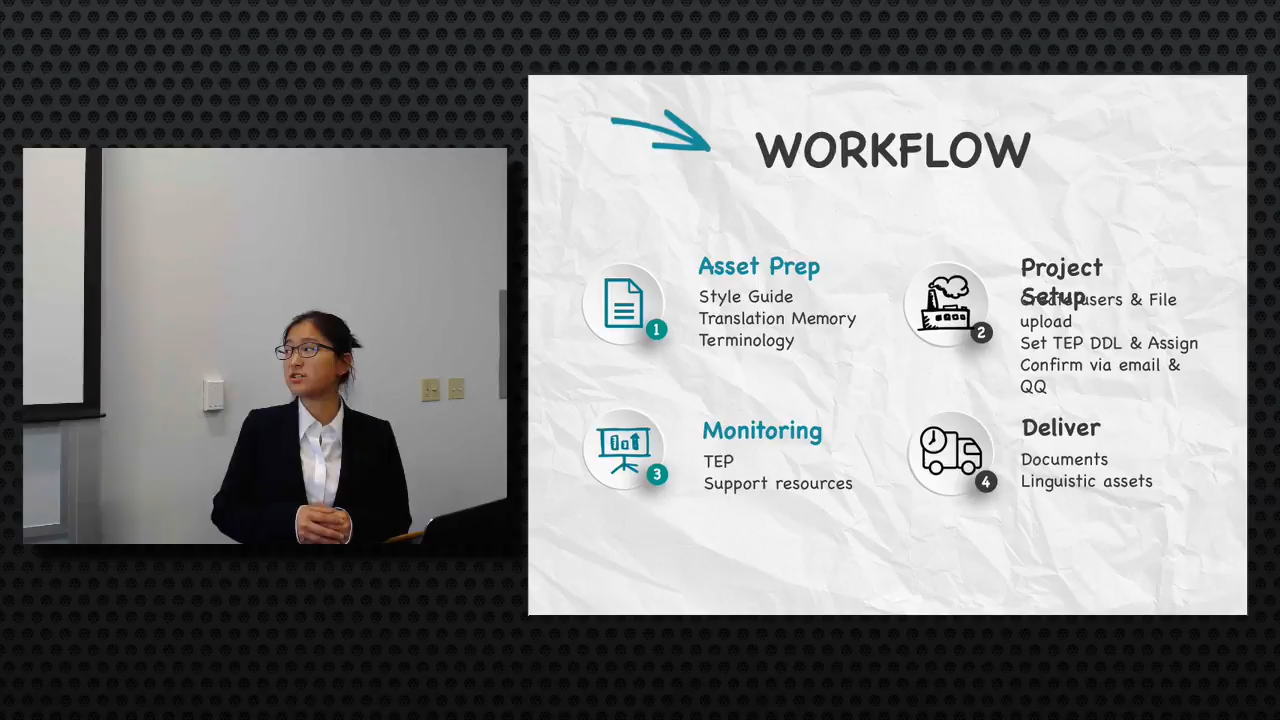 WORKFLOW
Asset Prep
Style Guide
Translation Memory
Terminology
1
Project
Setup
Create users & File
upload
Set TEP DDL & Assign
Confirm via email &
QQ
2
Monitoring
TEP
Support resources
3
Deliver
Documents
Linguistic assets
4